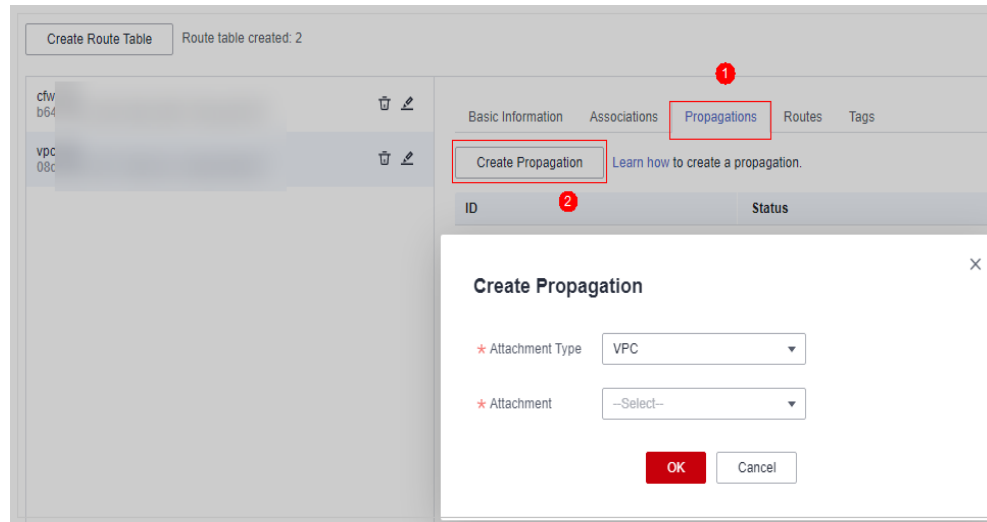 Create Route Table Route table created: 2
1
cfw
b64
Basic Information Associations Propagations Routes Tags
vpc
08c
Create Propagation Learn how to create a propagation.
2
ID Status
Create Propagation
* Attachment Type VPC
* Attachment --Select--
OK Cancel